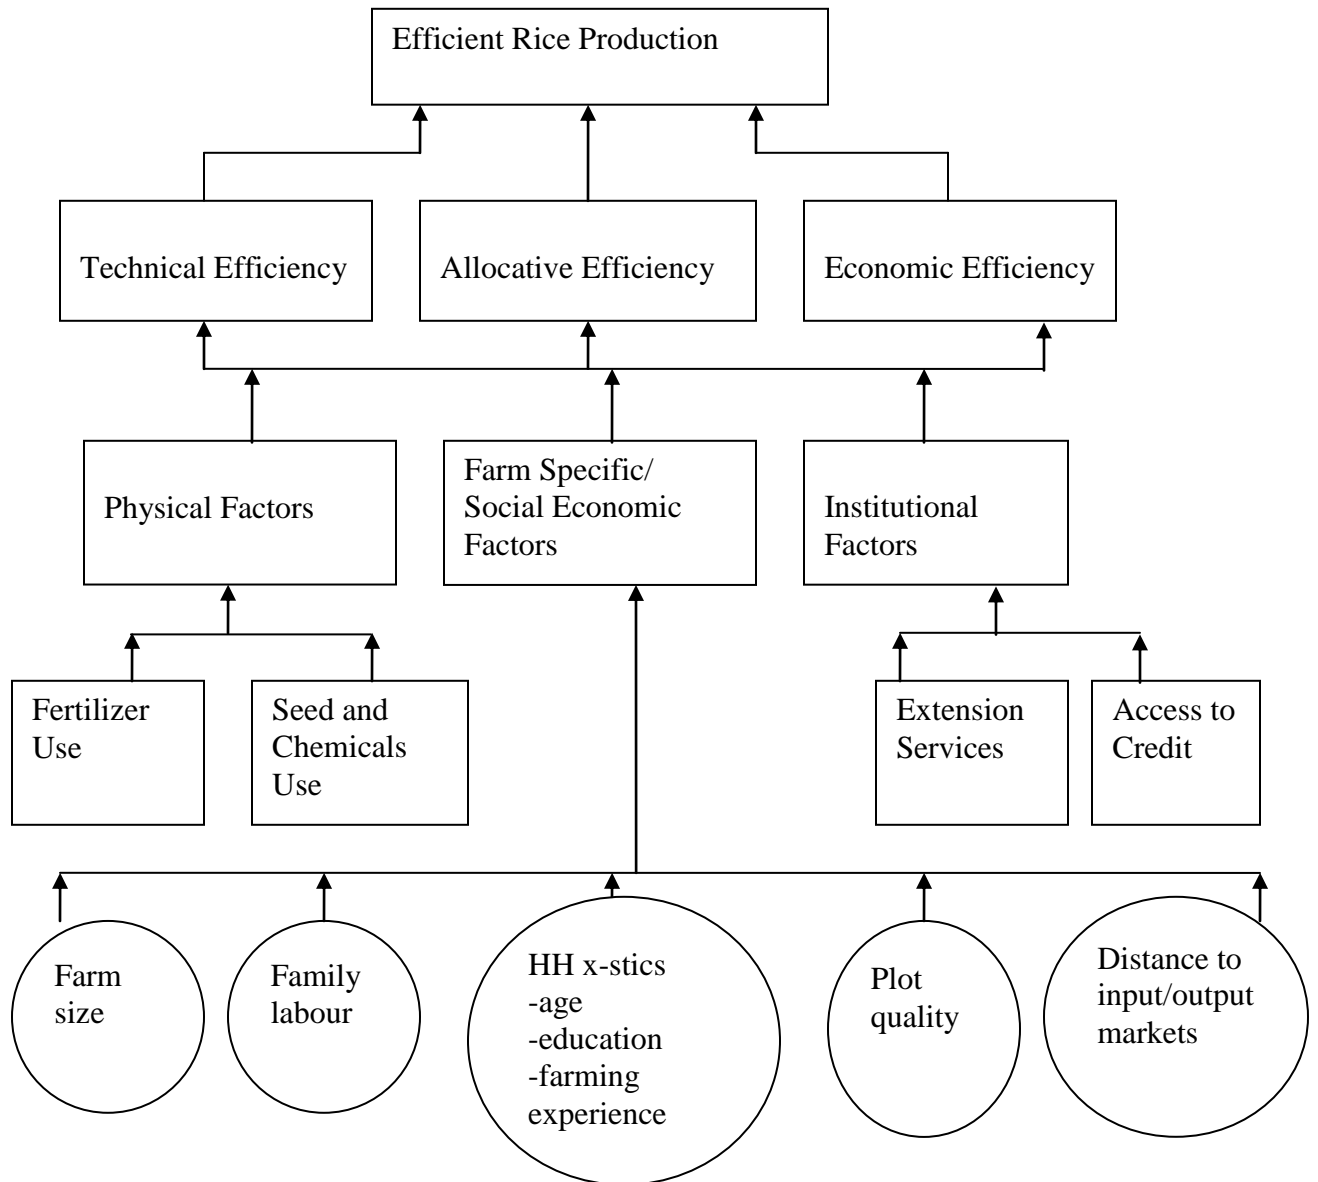 Efficient Rice Production
Technical Efficiency
Allocative Efficiency
Economic Efficiency
Physical Factors
Farm Specific/
Social Economic
Factors
Institutional
Factors
Fertilizer
Use
Seed and
Chemicals
Use
Extension
Services
Access to
Credit
Farm
size
Family
labour
HH x-stics
-age
-education
-farming
experience
Plot
quality
Distance to
input/output
markets